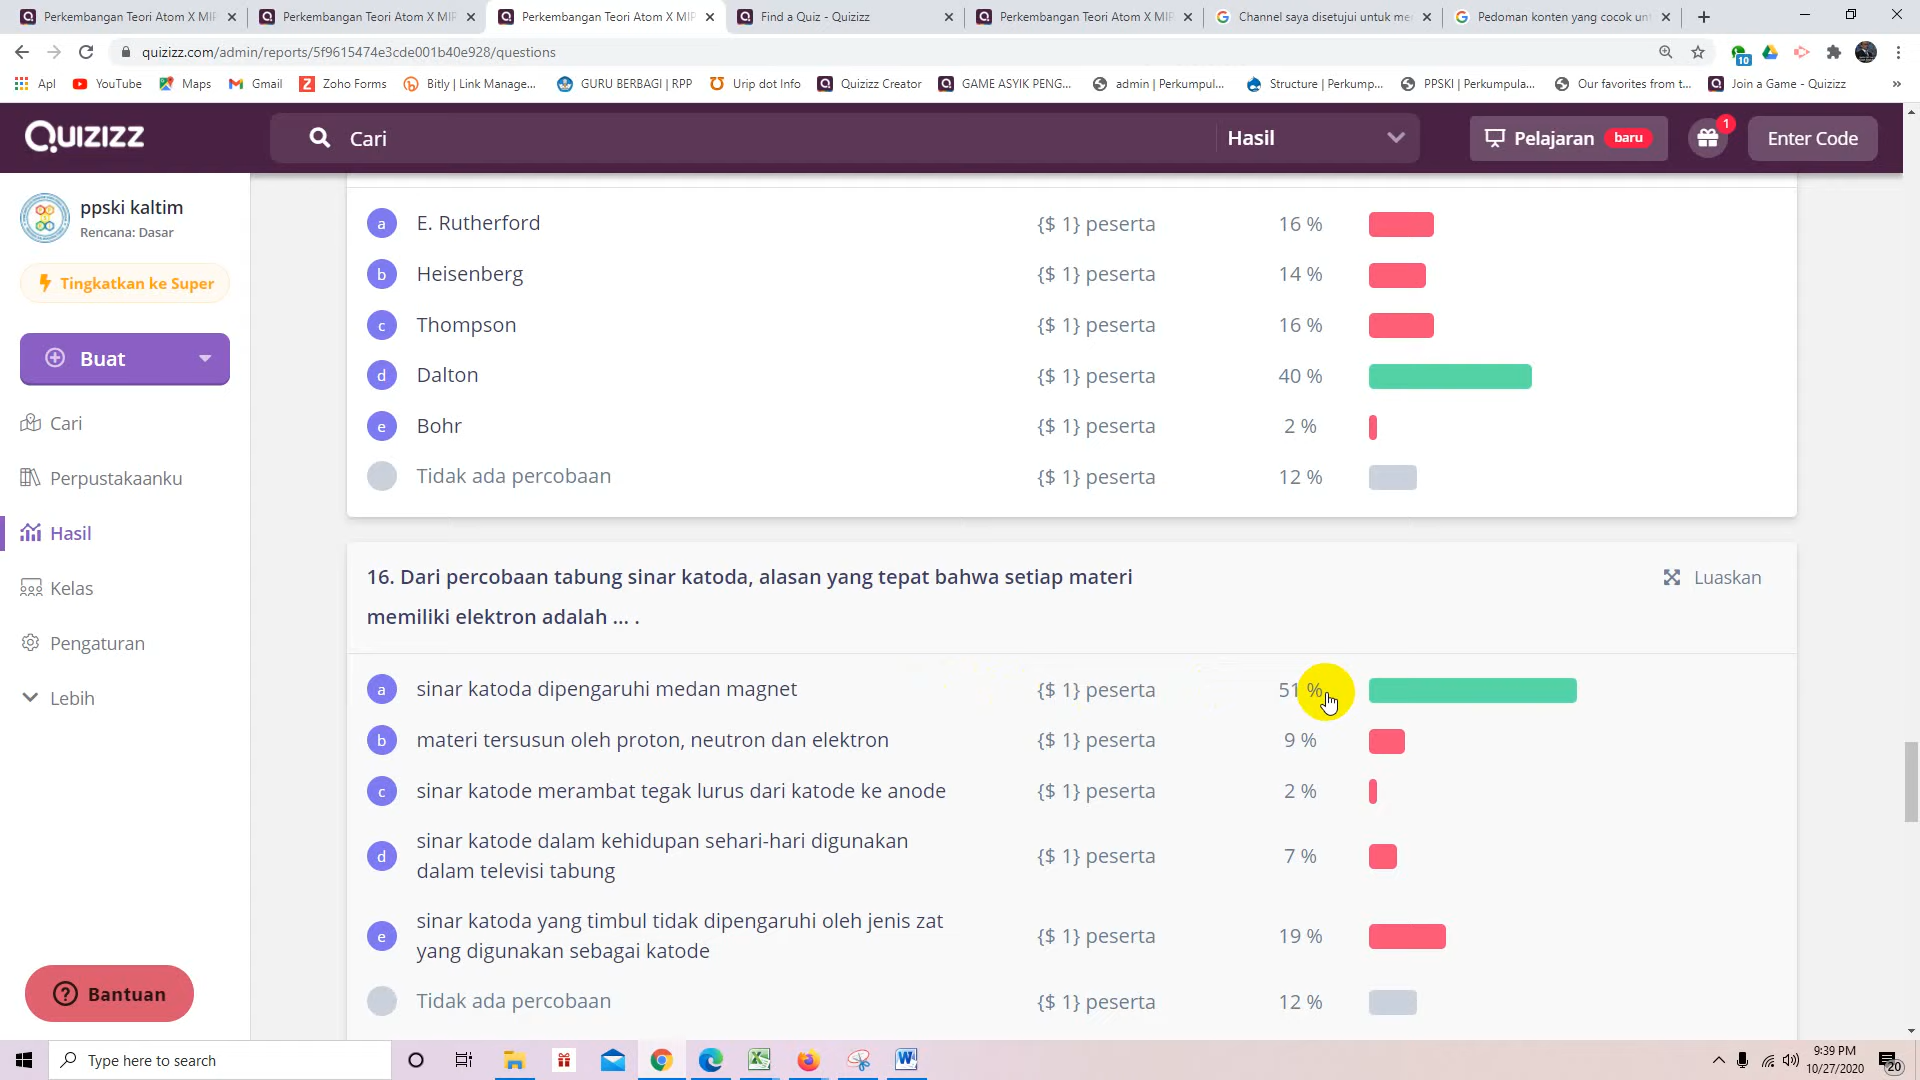 Perkembangan Teori Atom X MIP
Perkembangan Teori Atom X MIP
Perkembangan Teori Atom X MIP
Find a Quiz - Quizizz
Perkembangan Teori Atom X MIP
Channel saya disetujui untuk me
Pedoman konten yang cocok un
quizizz.com/admin/reports/5f9615474e3cde001b40e928/questions
10
Apl
YouTube
Maps
Gmail
Zoho Forms
Bitly | Link Manage...
GURU BERBAGI | RPP
Urip dot Info
Quizizz Creator
GAME ASYIK PENG...
admin | Perkumpul...
Structure | Perkump...
PPSKI | Perkumpula...
Our favorites from t...
Join a Game - Quizizz
»
QUIZIZZ
Cari
Hasil
Pelajaran baru
1
Enter Code
ppski kaltim
Rencana: Dasar
Tingkatkan ke Super
Buat
Cari
Perpustakaanku
Hasil
Kelas
Pengaturan
Lebih
Bantuan
a E. Rutherford {$ 1} peserta 16 %
b Heisenberg {$ 1} peserta 14 %
c Thompson {$ 1} peserta 16 %
d Dalton {$ 1} peserta 40 %
e Bohr {$ 1} peserta 2 %
Tidak ada percobaan {$ 1} peserta 12 %
16. Dari percobaan tabung sinar katoda, alasan yang tepat bahwa setiap materi
memiliki elektron adalah ... .
Luaskan
a sinar katoda dipengaruhi medan magnet {$ 1} peserta 51 %
b materi tersusun oleh proton, neutron dan elektron {$ 1} peserta 9 %
c sinar katode merambat tegak lurus dari katode ke anode {$ 1} peserta 2 %
d sinar katode dalam kehidupan sehari-hari digunakan
dalam televisi tabung {$ 1} peserta 7 %
e sinar katoda yang timbul tidak dipengaruhi oleh jenis zat
yang digunakan sebagai katode {$ 1} peserta 19 %
Tidak ada percobaan {$ 1} peserta 12 %
Type here to search
9:39 PM
10/27/2020
20